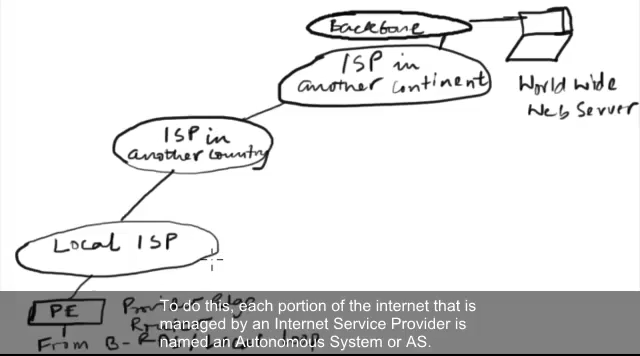 Backbone
ISP in
another continent
World Wide
Web Server
ISP in
another country
Local ISP
PE
To do this, each portion of the internet that is
managed by an Internet Service Provider is
named an Autonomous System or AS.
From B-R